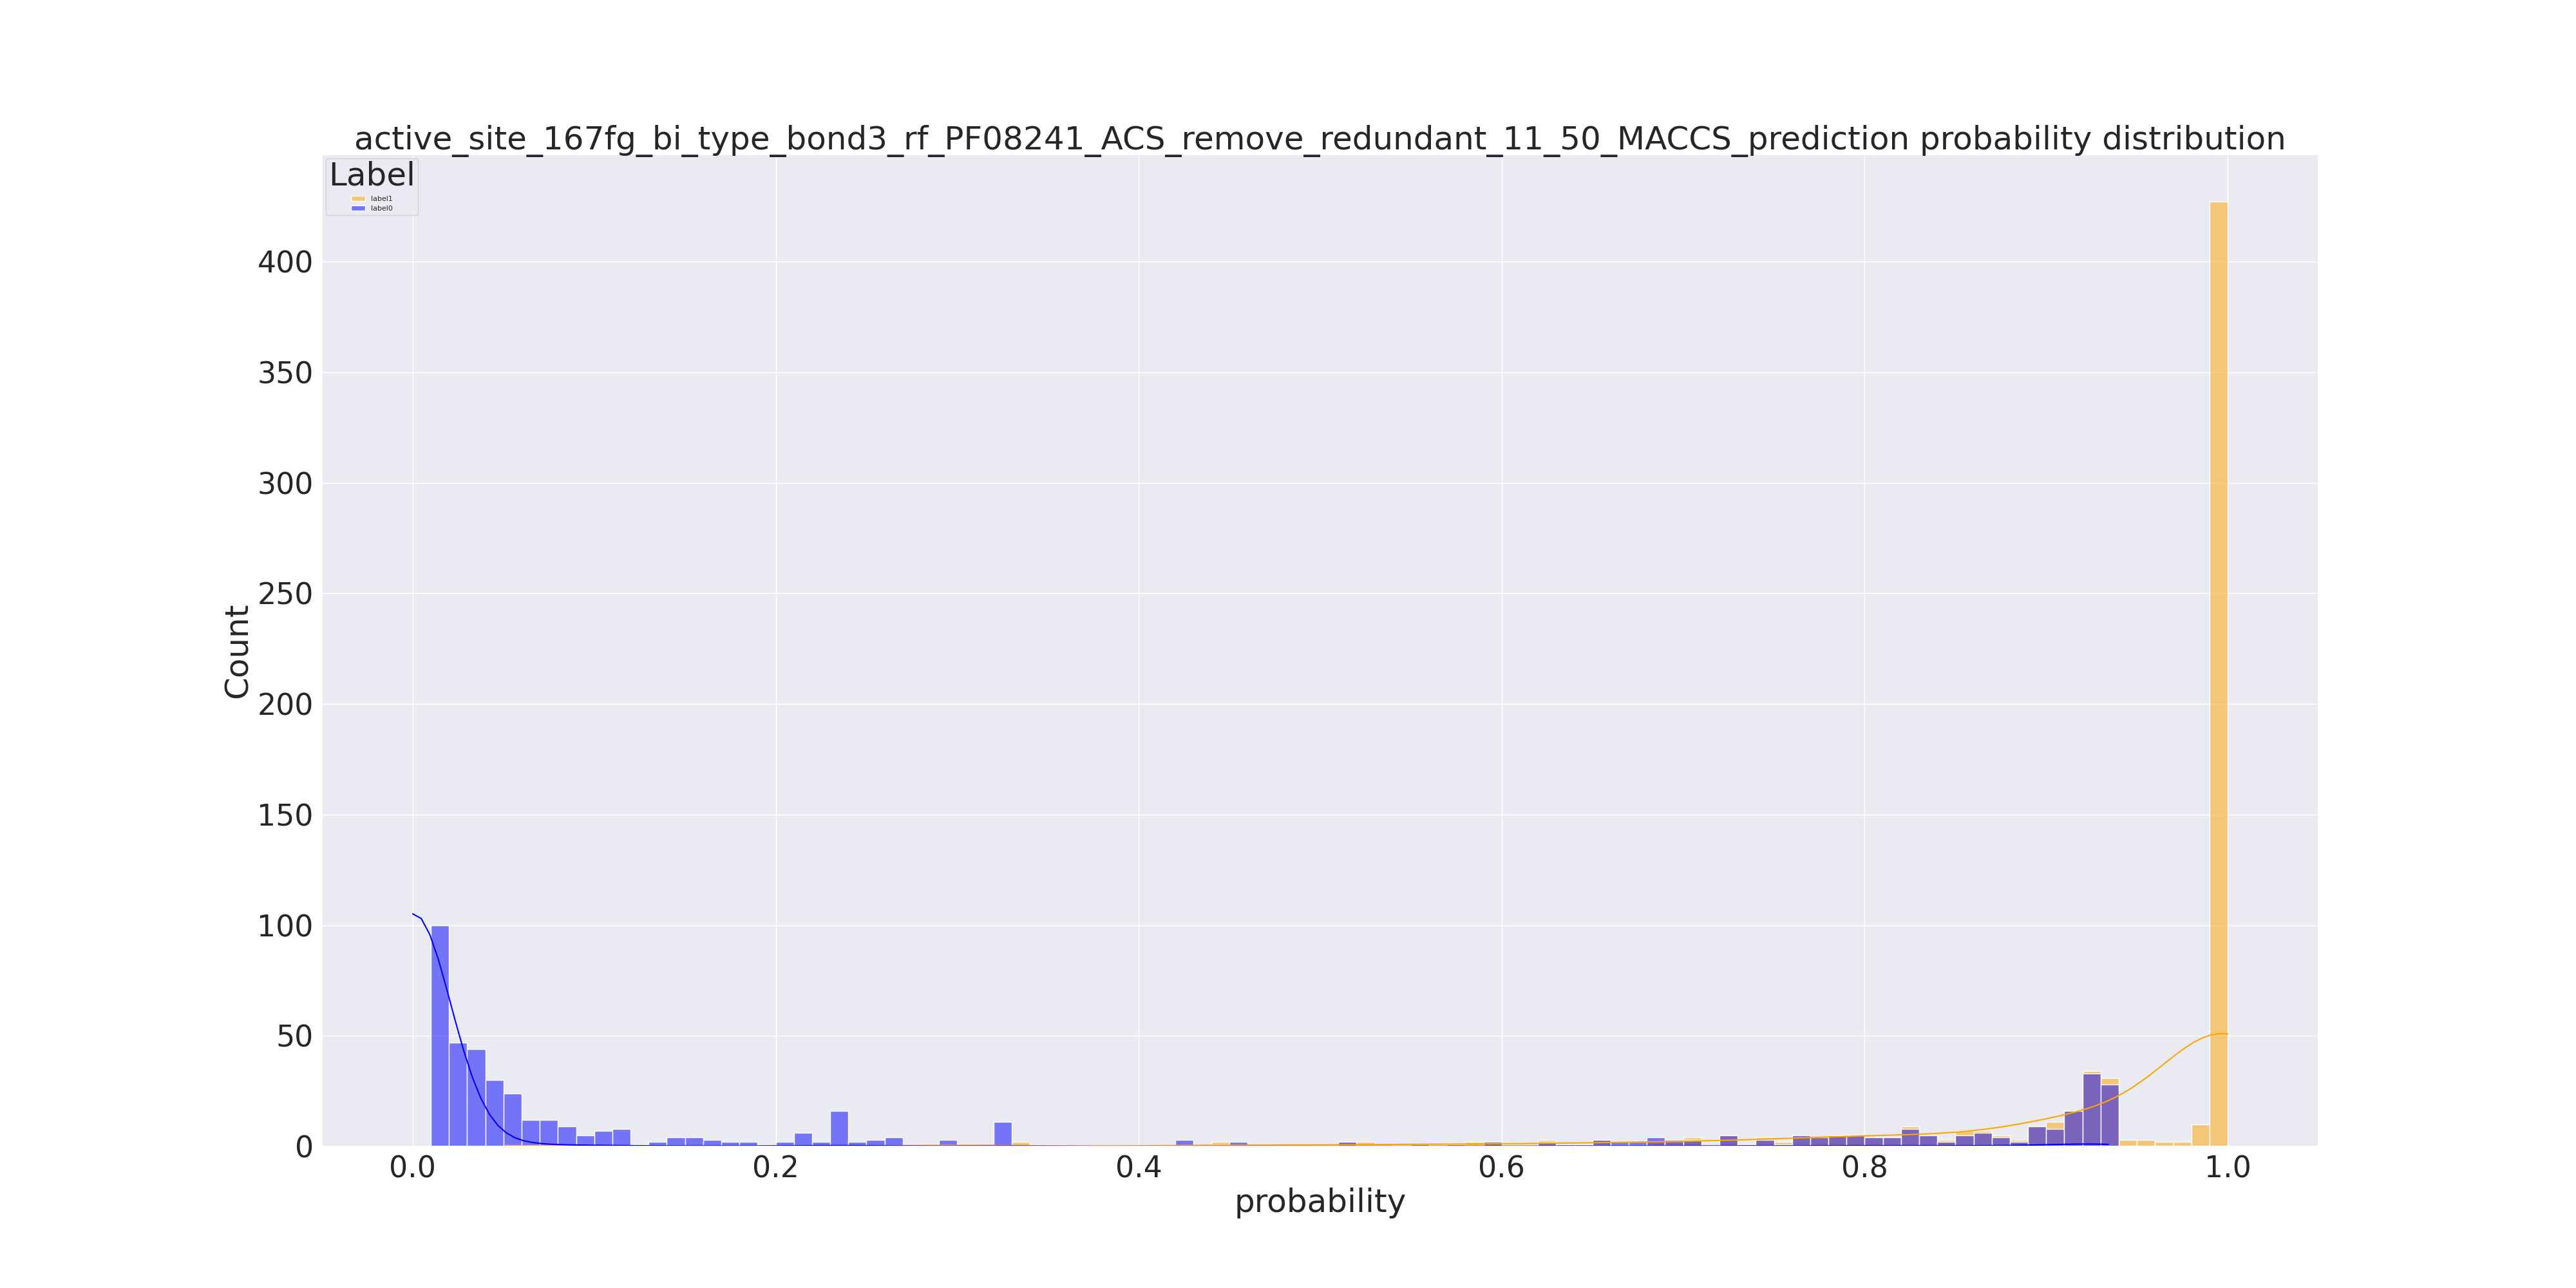 active_site_167fg_bi_type_bond3_rf_PF08241_ACS_remove_redundant_11_50_MACCS_prediction probability distribution
Label
label1
label0
400
350
300
250
200
150
100
50
0
Count
0.0 0.2 0.4 0.6 0.8 1.0
probability